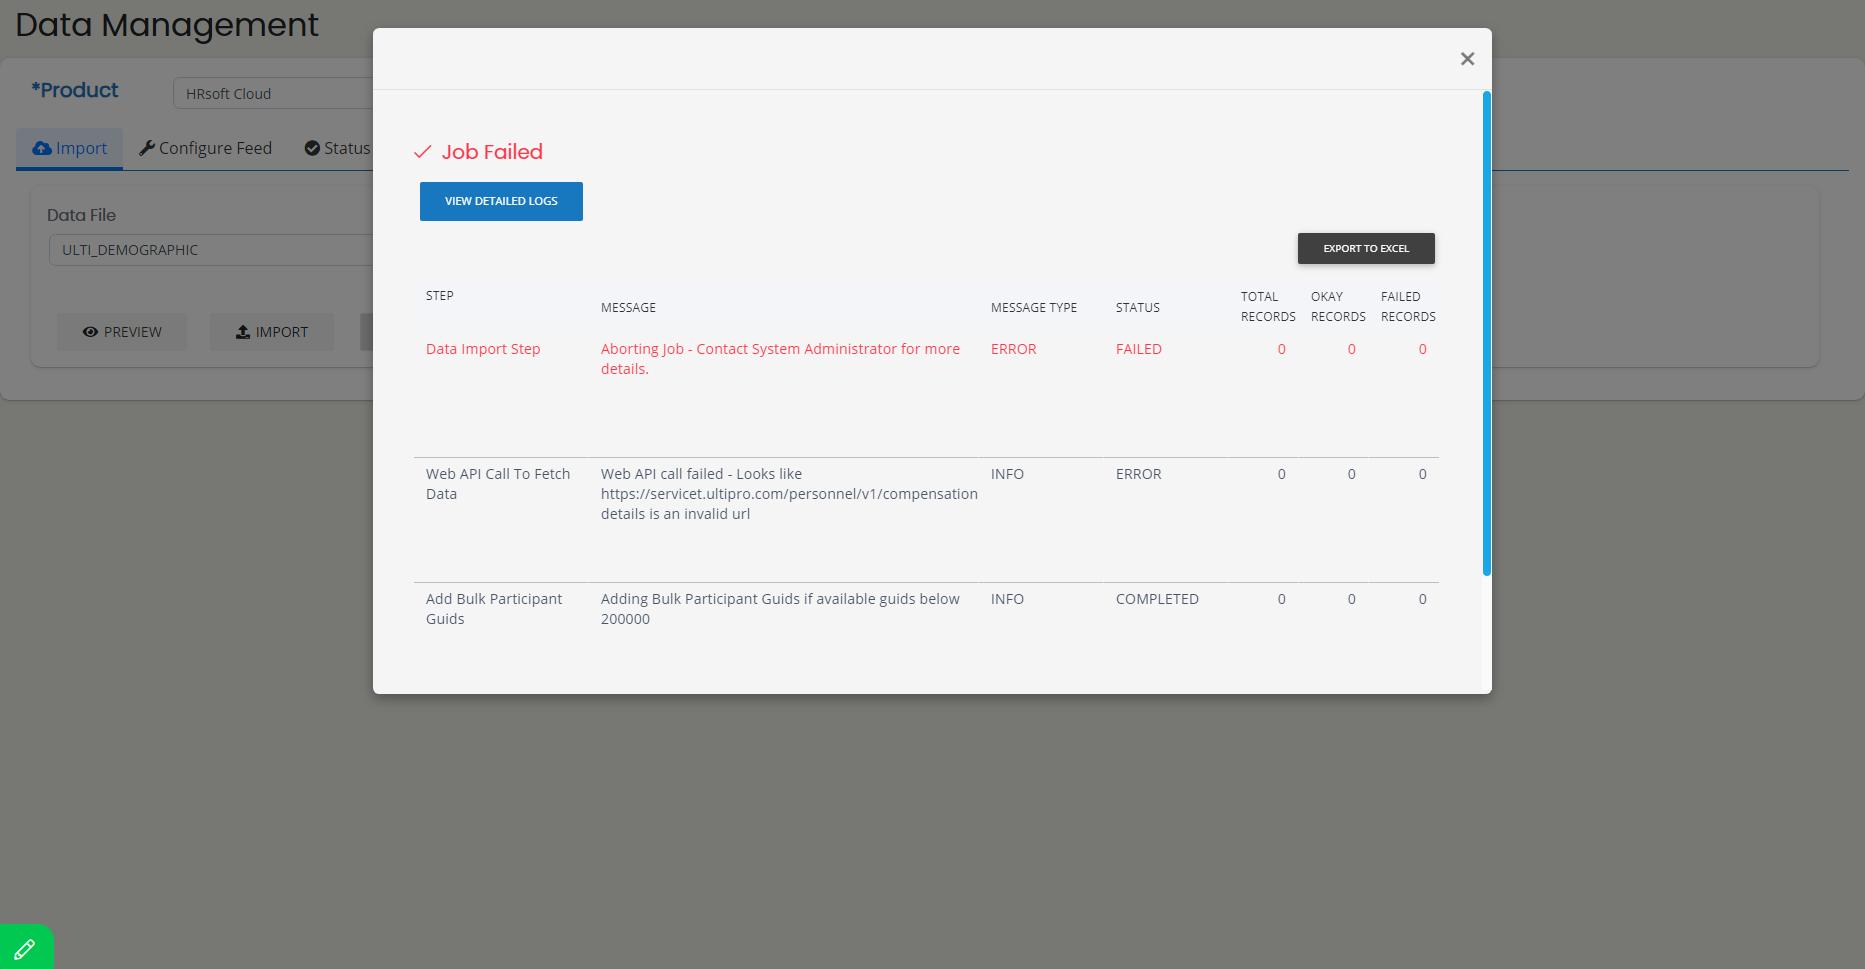 Data Management
*Product
HRsoft Cloud
Import
Configure Feed
Status
Data File
ULTI_DEMOGRAPHIC
PREVIEW
IMPORT
×
Job Failed
VIEW DETAILED LOGS
EXPORT TO EXCEL
STEP
MESSAGE
MESSAGE TYPE
STATUS
TOTAL
RECORDS
OKAY
RECORDS
FAILED
RECORDS
Data Import Step
Aborting Job - Contact System Administrator for more
details.
ERROR
FAILED
0
0
0
Web API Call To Fetch
Data
Web API call failed - Looks like
https://servicet.ultipro.com/personnel/v1/compensation
details is an invalid url
INFO
ERROR
0
0
0
Add Bulk Participant
Guids
Adding Bulk Participant Guids if available guids below
200000
INFO
COMPLETED
0
0
0